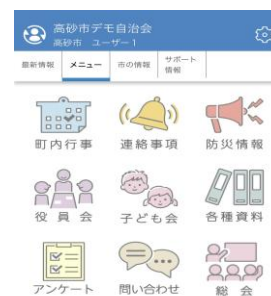 高砂市デモ自治会
高砂市 ユーザー1
最新情報 メニュー 市の情報 サポート
情報
町内行事 連絡事項 防災情報
役員会 子ども会 各種資料
アンケート 問い合わせ 総会